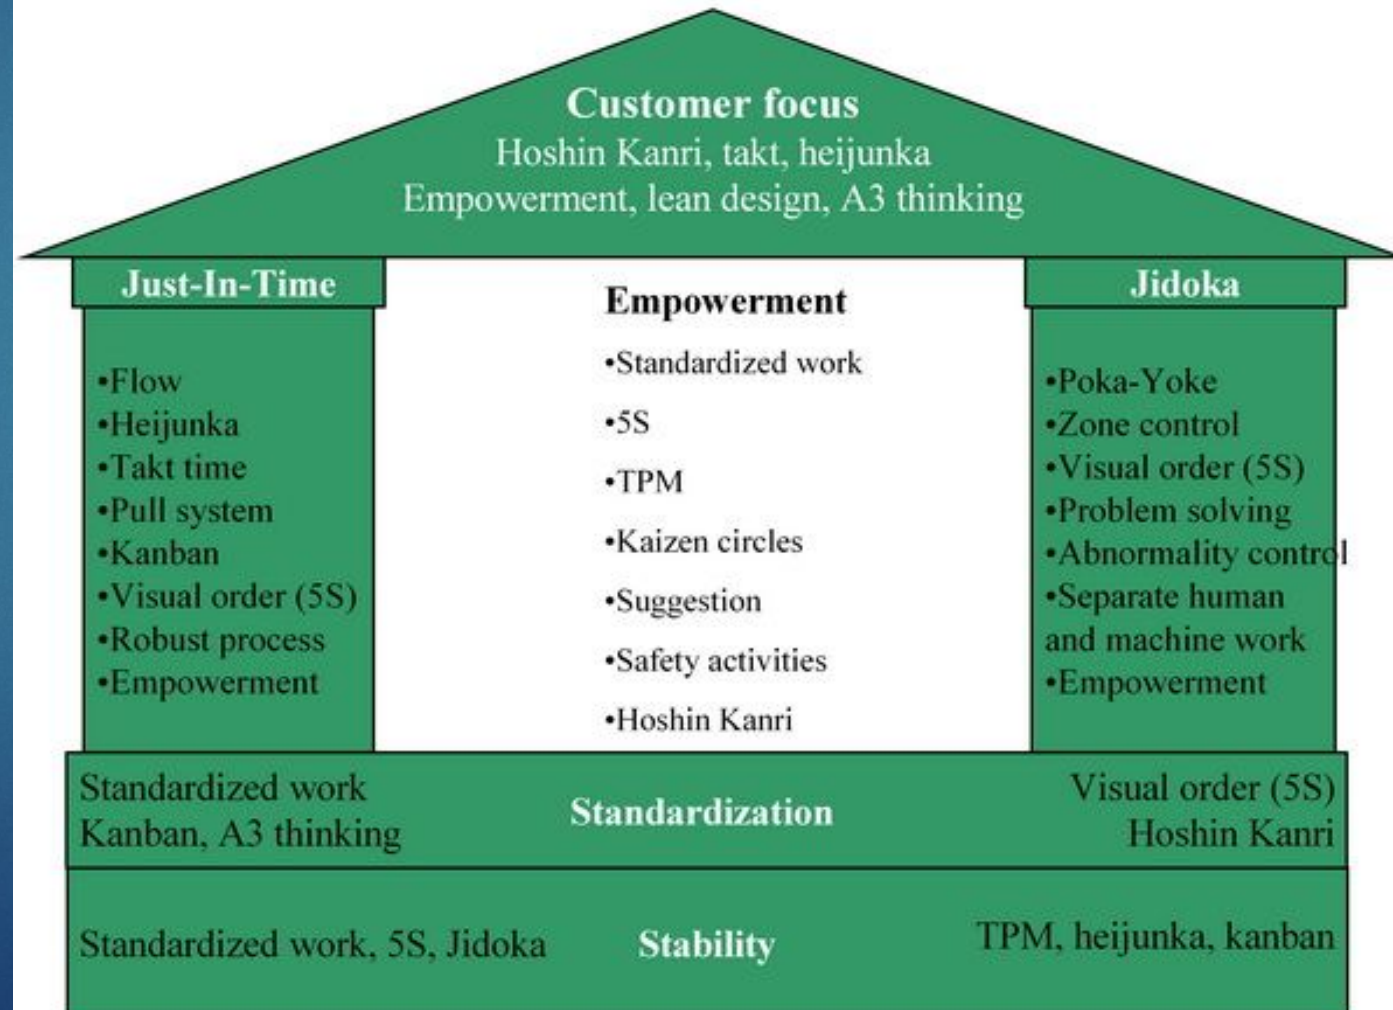 Customer focus
Hoshin Kanri, takt, heijunka
Empowerment, lean design, A3 thinking
Just-In-Time
•Flow
•Heijunka
•Takt time
•Pull system
•Kanban
•Visual order (5S)
•Robust process
•Empowerment
Empowerment
•Standardized work
•5S
•TPM
•Kaizen circles
•Suggestion
•Safety activities
•Hoshin Kanri
Jidoka
•Poka-Yoke
•Zone control
•Visual order (5S)
•Problem solving
•Abnormality control
•Separate human
and machine work
•Empowerment
Standardized work
Kanban, A3 thinking
Standardization
Visual order (5S)
Hoshin Kanri
Standardized work, 5S, Jidoka
Stability
TPM, heijunka, kanban